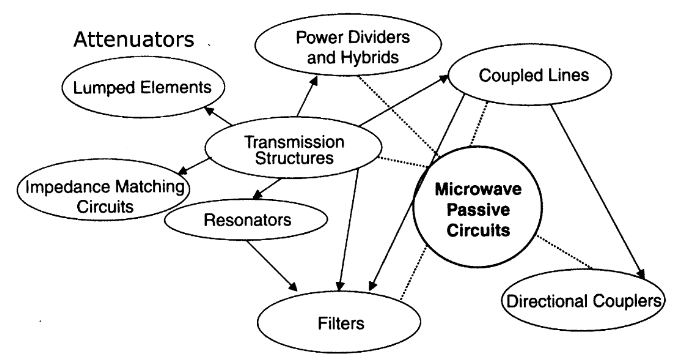 Attenuators
Power Dividers
and Hybrids
Coupled Lines
Lumped Elements
Transmission
Structures
Impedance Matching
Circuits
Resonators
Microwave
Passive
Circuits
Directional Couplers
Filters